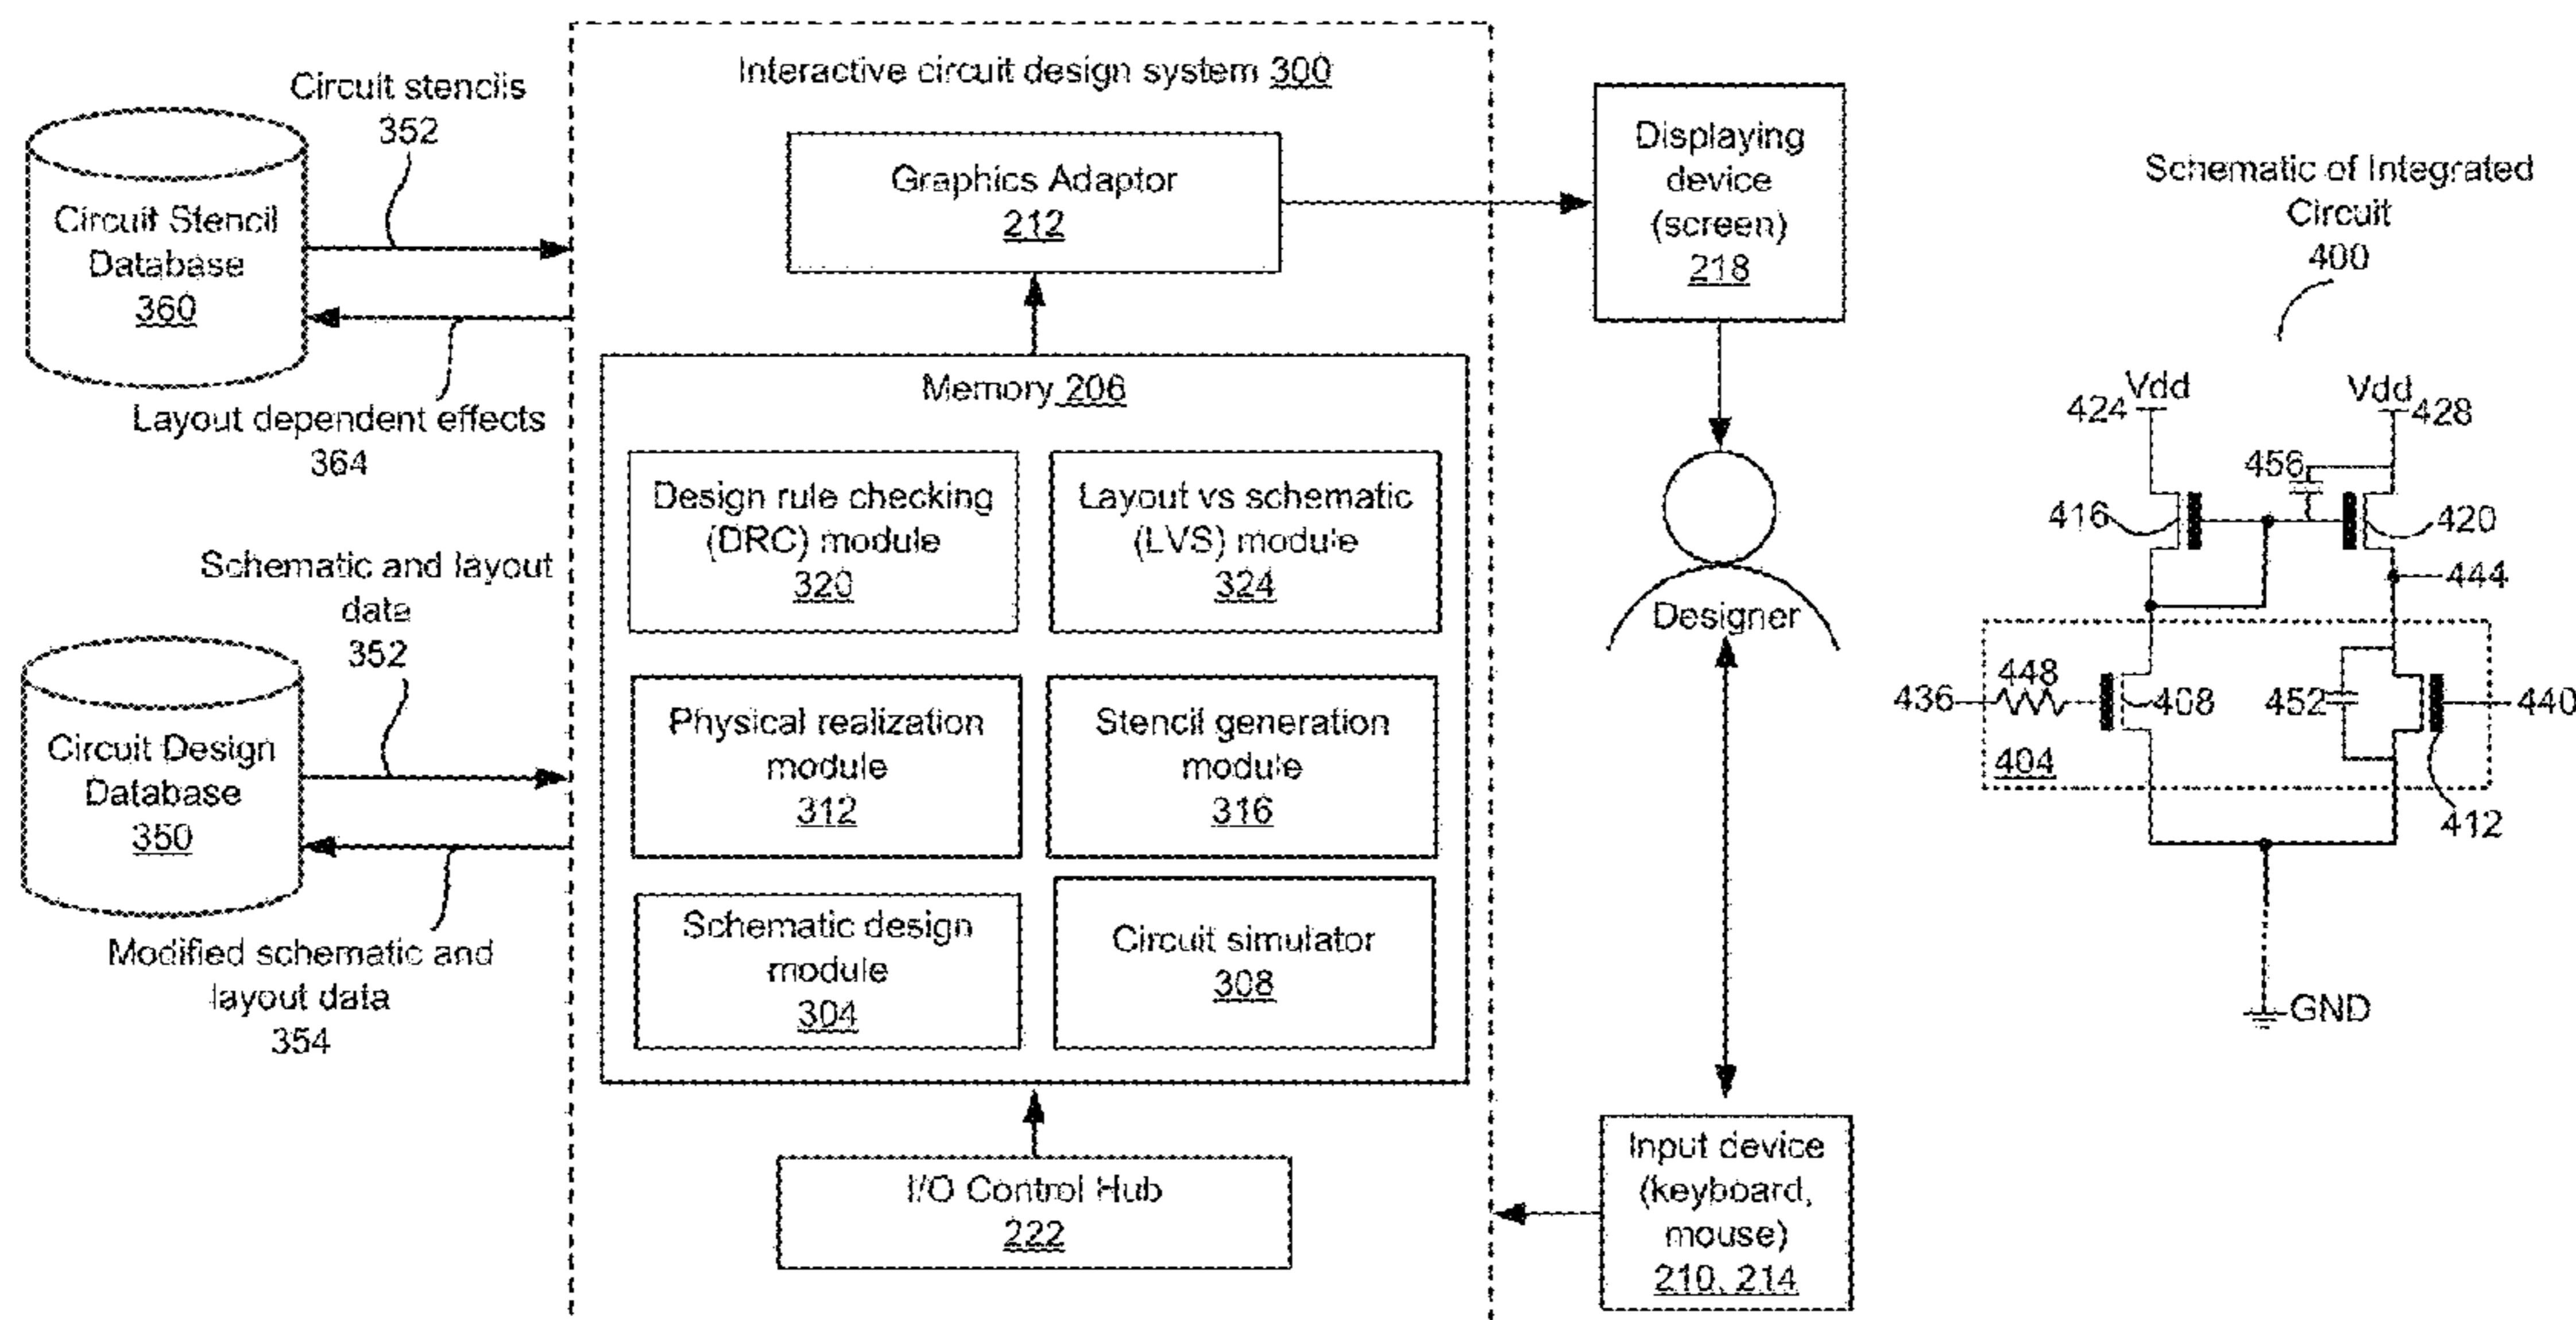 Circuit stencils
352
Circuit Stencil
Database
360
Layout dependent effects
364
Schematic and layout
data
352
Circuit Design
Database
350
Modified schematic and
layout data
354
Interactive circuit design system 300
Graphics Adaptor
212
Memory 206
Design rule checking
(DRC) module
320
Layout vs schematic
(LVS) module
324
Physical realization
module
312
Stencil generation
module
316
Schematic design
module
304
Circuit simulator
308
I/O Control Hub
222
Displaying
device
(screen)
218
Designer
Input device
(keyboard,
mouse)
210, 214
Schematic of Integrated
Circuit
400
Vdd
424
Vdd
428
456
416
420
444
448
436
408
452
440
404
412
GND